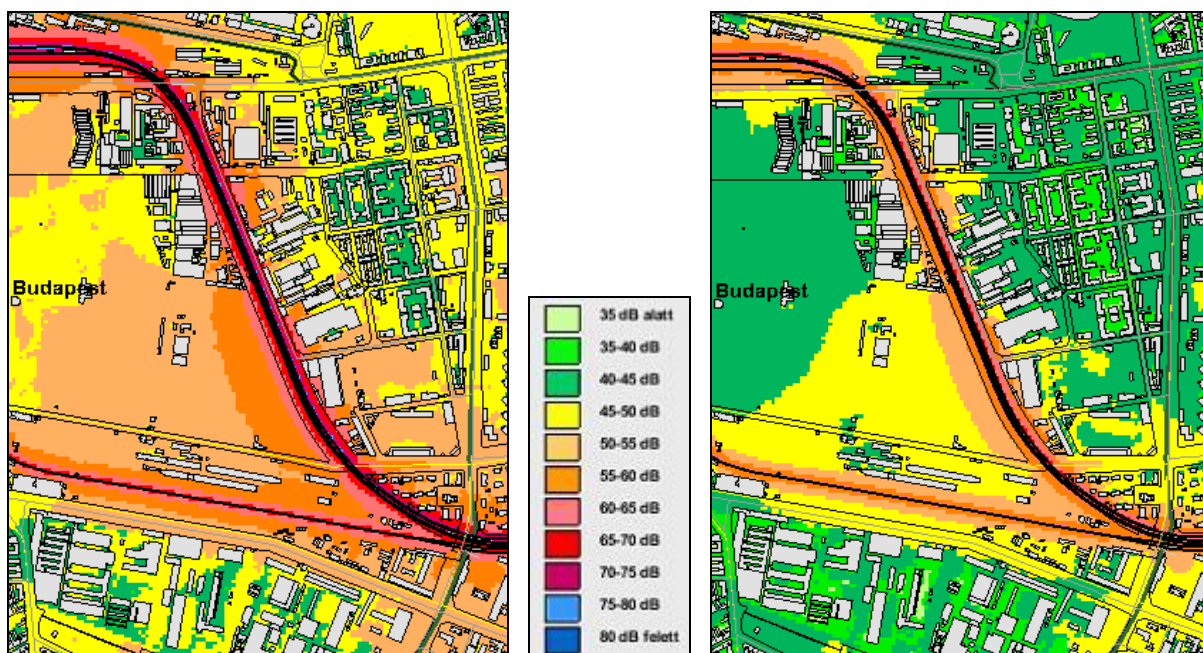 Budapest
35 dB alatt
35-40 dB
40-45 dB
45-50 dB
50-55 dB
55-60 dB
60-65 dB
65-70 dB
70-75 dB
75-80 dB
80 dB felett
Budapest